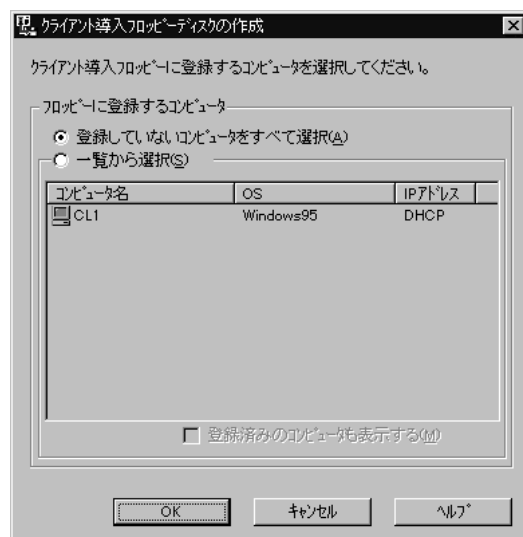 クライアント導入フロッピーディスクの作成
クライアント導入フロッピーに登録するコンピュータを選択してください。
フロッピーに登録するコンピュータ
登録していないコンピュータをすべて選択(A)
一覧から選択(S)
コンピュータ名 OS IPアドレス
CL1 Windows95 DHCP
登録済みのコンピュータも表示する(M)
OK キャンセル ヘルプ